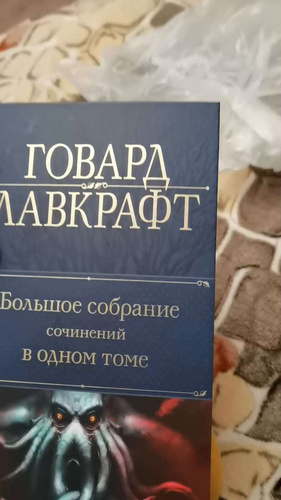 ГОВАРД
ЛАВКРАФТ
Большое собрание
сочинений
в одном томе